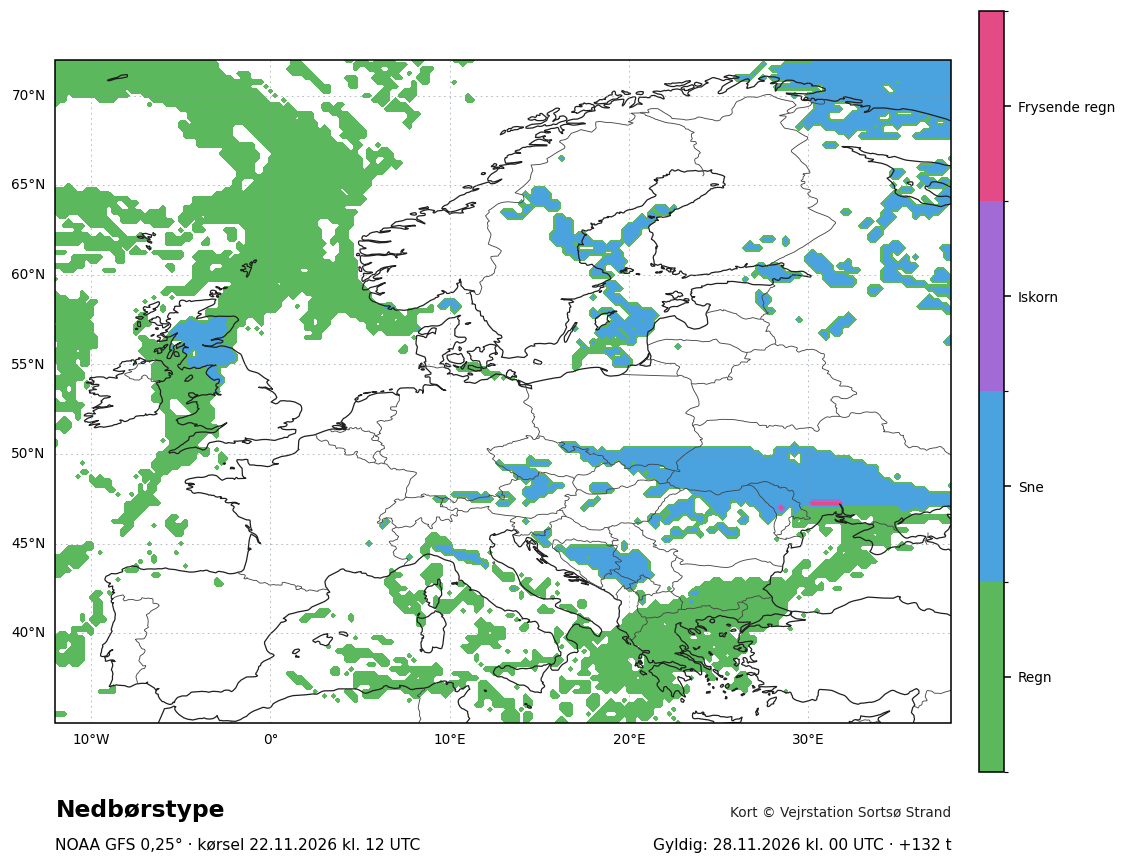 Frysende regn
Iskorn
Sne
Regn
70°N
65°N
60°N
55°N
50°N
45°N
40°N
10°W
0°
10°E
20°E
30°E
Nedbørstype
Kort © Vejrstation Sortsø Strand
NOAA GFS 0,25° · kørsel 22.11.2026 kl. 12 UTC
Gyldig: 28.11.2026 kl. 00 UTC · +132 t